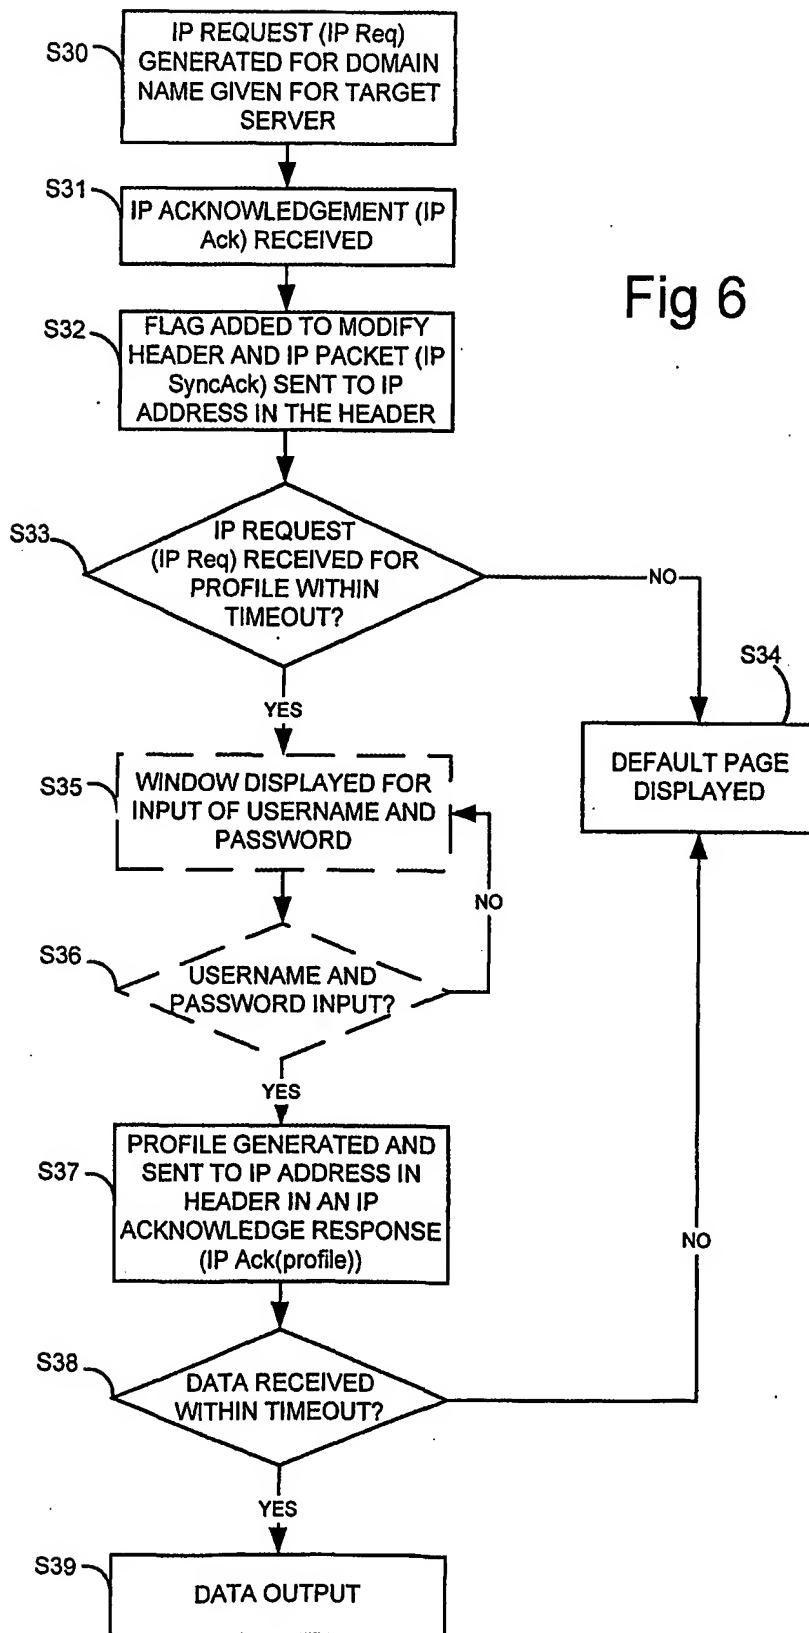 S30
IP REQUEST (IP Req)
GENERATED FOR DOMAIN
NAME GIVEN FOR TARGET
SERVER
S31
IP ACKNOWLEDGEMENT (IP
Ack) RECEIVED
Fig 6
S32
FLAG ADDED TO MODIFY
HEADER AND IP PACKET (IP
SyncAck) SENT TO IP
ADDRESS IN THE HEADER
S33
IP REQUEST
(IP Req) RECEIVED FOR
PROFILE WITHIN
TIMEOUT?
NO
YES
S34
DEFAULT PAGE
DISPLAYED
S35
WINDOW DISPLAYED FOR
INPUT OF USERNAME AND
PASSWORD
NO
S36
USERNAME AND
PASSWORD INPUT?
YES
S37
PROFILE GENERATED AND
SENT TO IP ADDRESS IN
HEADER IN AN IP
ACKNOWLEDGE RESPONSE
(IP Ack(profile))
NO
S38
DATA RECEIVED
WITHIN TIMEOUT?
YES
S39
DATA OUTPUT